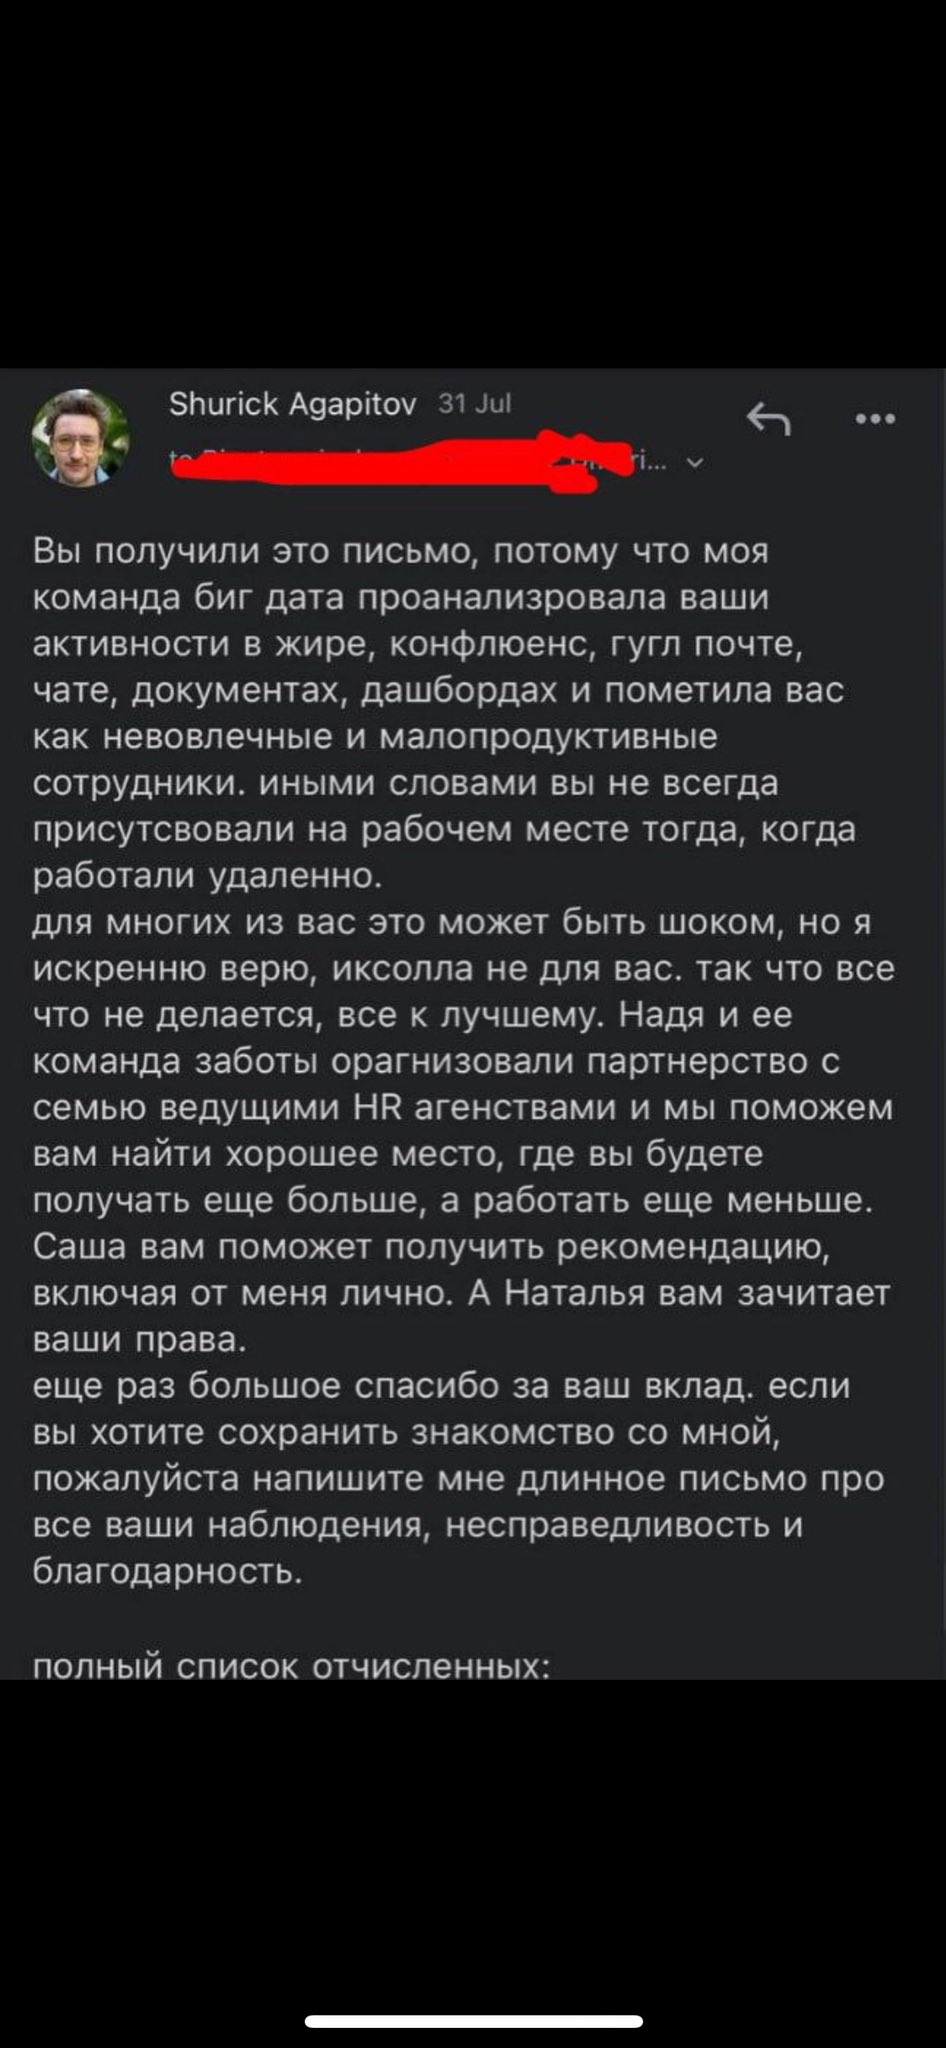 Shurick Agapitov 31 Jul
Вы получили это письмо, потому что моя
команда биг дата проанализровала ваши
активности в жире, конфлюенс, гугл почте,
чате, документах, дашбордах и пометила вас
как невовлечные и малопродуктивные
сотрудники. иными словами вы не всегда
присутсвовали на рабочем месте тогда, когда
работали удаленно.
для многих из вас это может быть шоком, но я
искренню верю, иксолла не для вас. так что все
что не делается, все к лучшему. Надя и ее
команда заботы орагнизовали партнерство с
семью ведущими HR агенствами и мы поможем
вам найти хорошее место, где вы будете
получать еще больше, а работать еще меньше.
Саша вам поможет получить рекомендацию,
включая от меня лично. А Наталья вам зачитает
ваши права.
еще раз большое спасибо за ваш вклад. если
вы хотите сохранить знакомство со мной,
пожалуйста напишите мне длинное письмо про
все ваши наблюдения, несправедливость и
благодарность.
полный список отчисленных: